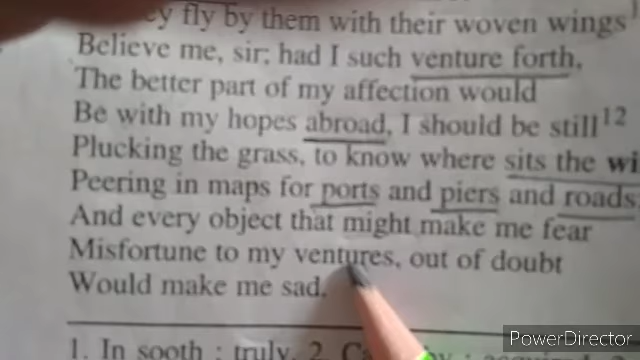 y fly by them with their woven wings
Believe me, sir; had I such venture forth,
The better part of my affection would
Be with my hopes abroad, I should be still12
Plucking the grass, to know where sits the wi
Peering in maps for ports and piers and roads
And every object that might make me fear
Misfortune to my ventures, out of doubt
Would make me sad.
1. In sooth : truly. 2.
PowerDirector